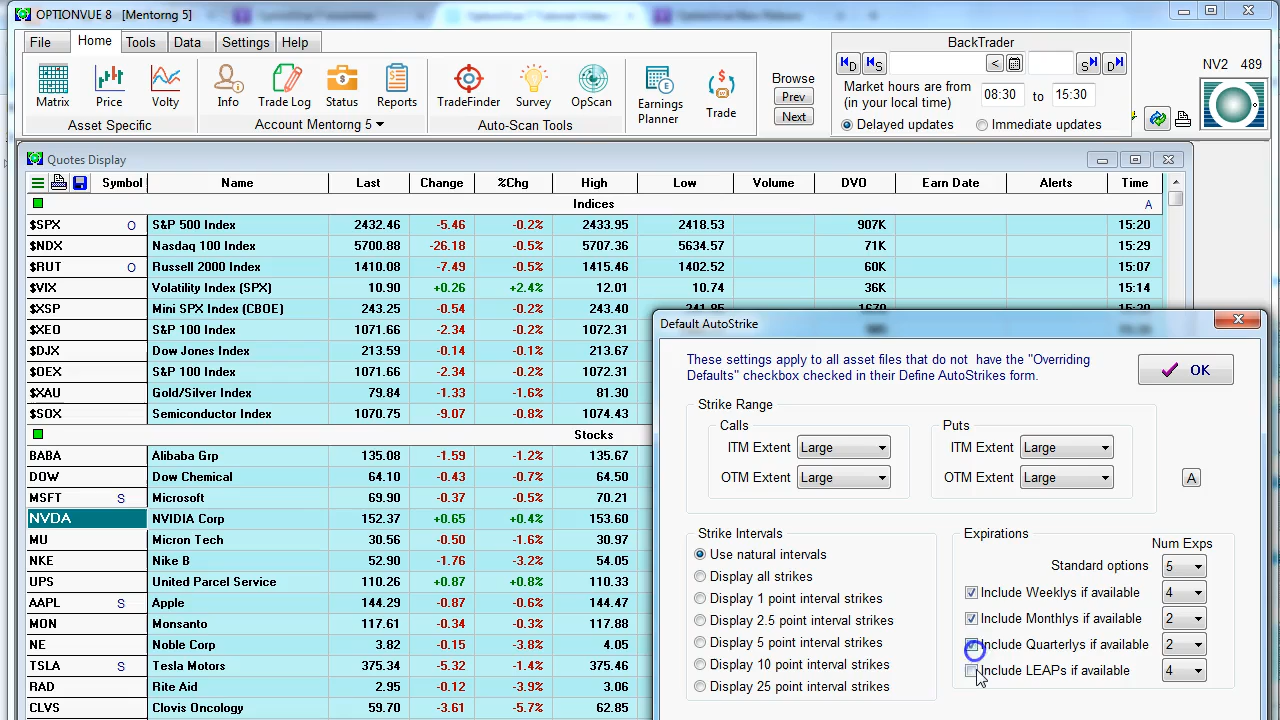 OPTIONVUE 8 [Mentorng 5]
File Home Tools Data Settings Help
Matrix Price Volty
Asset Specific
Info Trade Log Status Reports
Account Mentorng 5
TradeFinder Survey OpScan
Auto-Scan Tools
Earnings Planner
Trade
Browse
Prev
Next
BackTrader
D S < S D
Market hours are from
(in your local time)
08:30 to 15:30
Delayed updates Immediate updates
NV2 489
Quotes Display
Symbol Name Last Change %Chg High Low Volume DVO Earn Date Alerts Time
Indices A
$SPX O S&P 500 Index 2432.46 -5.46 -0.2% 2433.95 2418.53 907K 15:20
$NDX Nasdaq 100 Index 5700.88 -26.18 -0.5% 5707.36 5634.57 71K 15:29
$RUT O Russell 2000 Index 1410.08 -7.49 -0.5% 1415.46 1402.52 60K 15:07
$VIX Volatility Index (SPX) 10.90 +0.26 +2.4% 12.01 10.74 36K 15:14
$XSP Mini SPX Index (CBOE) 243.25 -0.54 -0.2% 243.40
$XEO S&P 100 Index 1071.66 -2.34 -0.2% 1072.31
$DJX Dow Jones Index 213.59 -0.14 -0.1% 213.67
$OEX S&P 100 Index 1071.66 -2.34 -0.2% 1072.31
$XAU Gold/Silver Index 79.84 -1.33 -1.6% 81.30
$SOX Semiconductor Index 1070.75 -9.07 -0.8% 1074.43
Stocks
BABA Alibaba Grp 135.08 -1.59 -1.2% 135.67
DOW Dow Chemical 64.10 -0.43 -0.7% 64.50
MSFT S Microsoft 69.90 -0.37 -0.5% 70.21
NVDA NVIDIA Corp 152.37 +0.65 +0.4% 153.60
MU Micron Tech 30.56 -0.50 -1.6% 30.97
NKE Nike B 52.90 -1.76 -3.2% 54.05
UPS United Parcel Service 110.26 +0.87 +0.8% 110.33
AAPL S Apple 144.29 -0.87 -0.6% 144.47
MON Monsanto 117.61 -0.34 -0.3% 117.88
NE Noble Corp 3.82 -0.15 -3.8% 4.05
TSLA S Tesla Motors 375.34 -5.32 -1.4%
RAD Rite Aid 2.95 -0.12 -3.9% 3.06
CLVS Clovis Oncology 59.70 -3.61 -5.7% 62.85
Default AutoStrike
These settings apply to all asset files that do not have the "Overriding
Defaults" checkbox checked in their Define AutoStrikes form.
OK
Strike Range
Calls
ITM Extent Large
OTM Extent Large
Puts
ITM Extent Large
OTM Extent Large
A
Strike Intervals
Use natural intervals
Display all strikes
Display 1 point interval strikes
Display 2.5 point interval strikes
Display 5 point interval strikes
Display 10 point interval strikes
Display 25 point interval strikes
Expirations
Num Exps
Standard options 5
Include Weeklys if available 4
Include Monthlys if available 2
Include Quarterlys if available 2
Include LEAPs if available 4